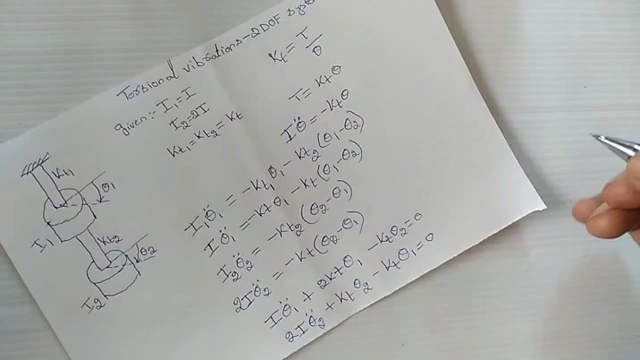 Torsional vibrations-2DOF
given:- I₁=I
I₂=2I
Kt₁=Kt₂=Kt
Kt = T/θ
T=Ktθ
Iθ̈=-Ktθ
Kt₁
θ₁
I₁
Kt₂
θ₂
I₂
I₁θ̈₁=-Kt₁θ₁-Kt₂(θ₁-θ₂)
Iθ̈₁=-Ktθ₁-Kt(θ₁-θ₂)
I₂θ̈₂=-Kt₂(θ₂-θ₁)
2Iθ̈₂=-Kt(θ₂-θ₁)
Iθ̈₁+2Ktθ₁-Ktθ₂=0
2Iθ̈₂+Ktθ₂-Ktθ₁=0